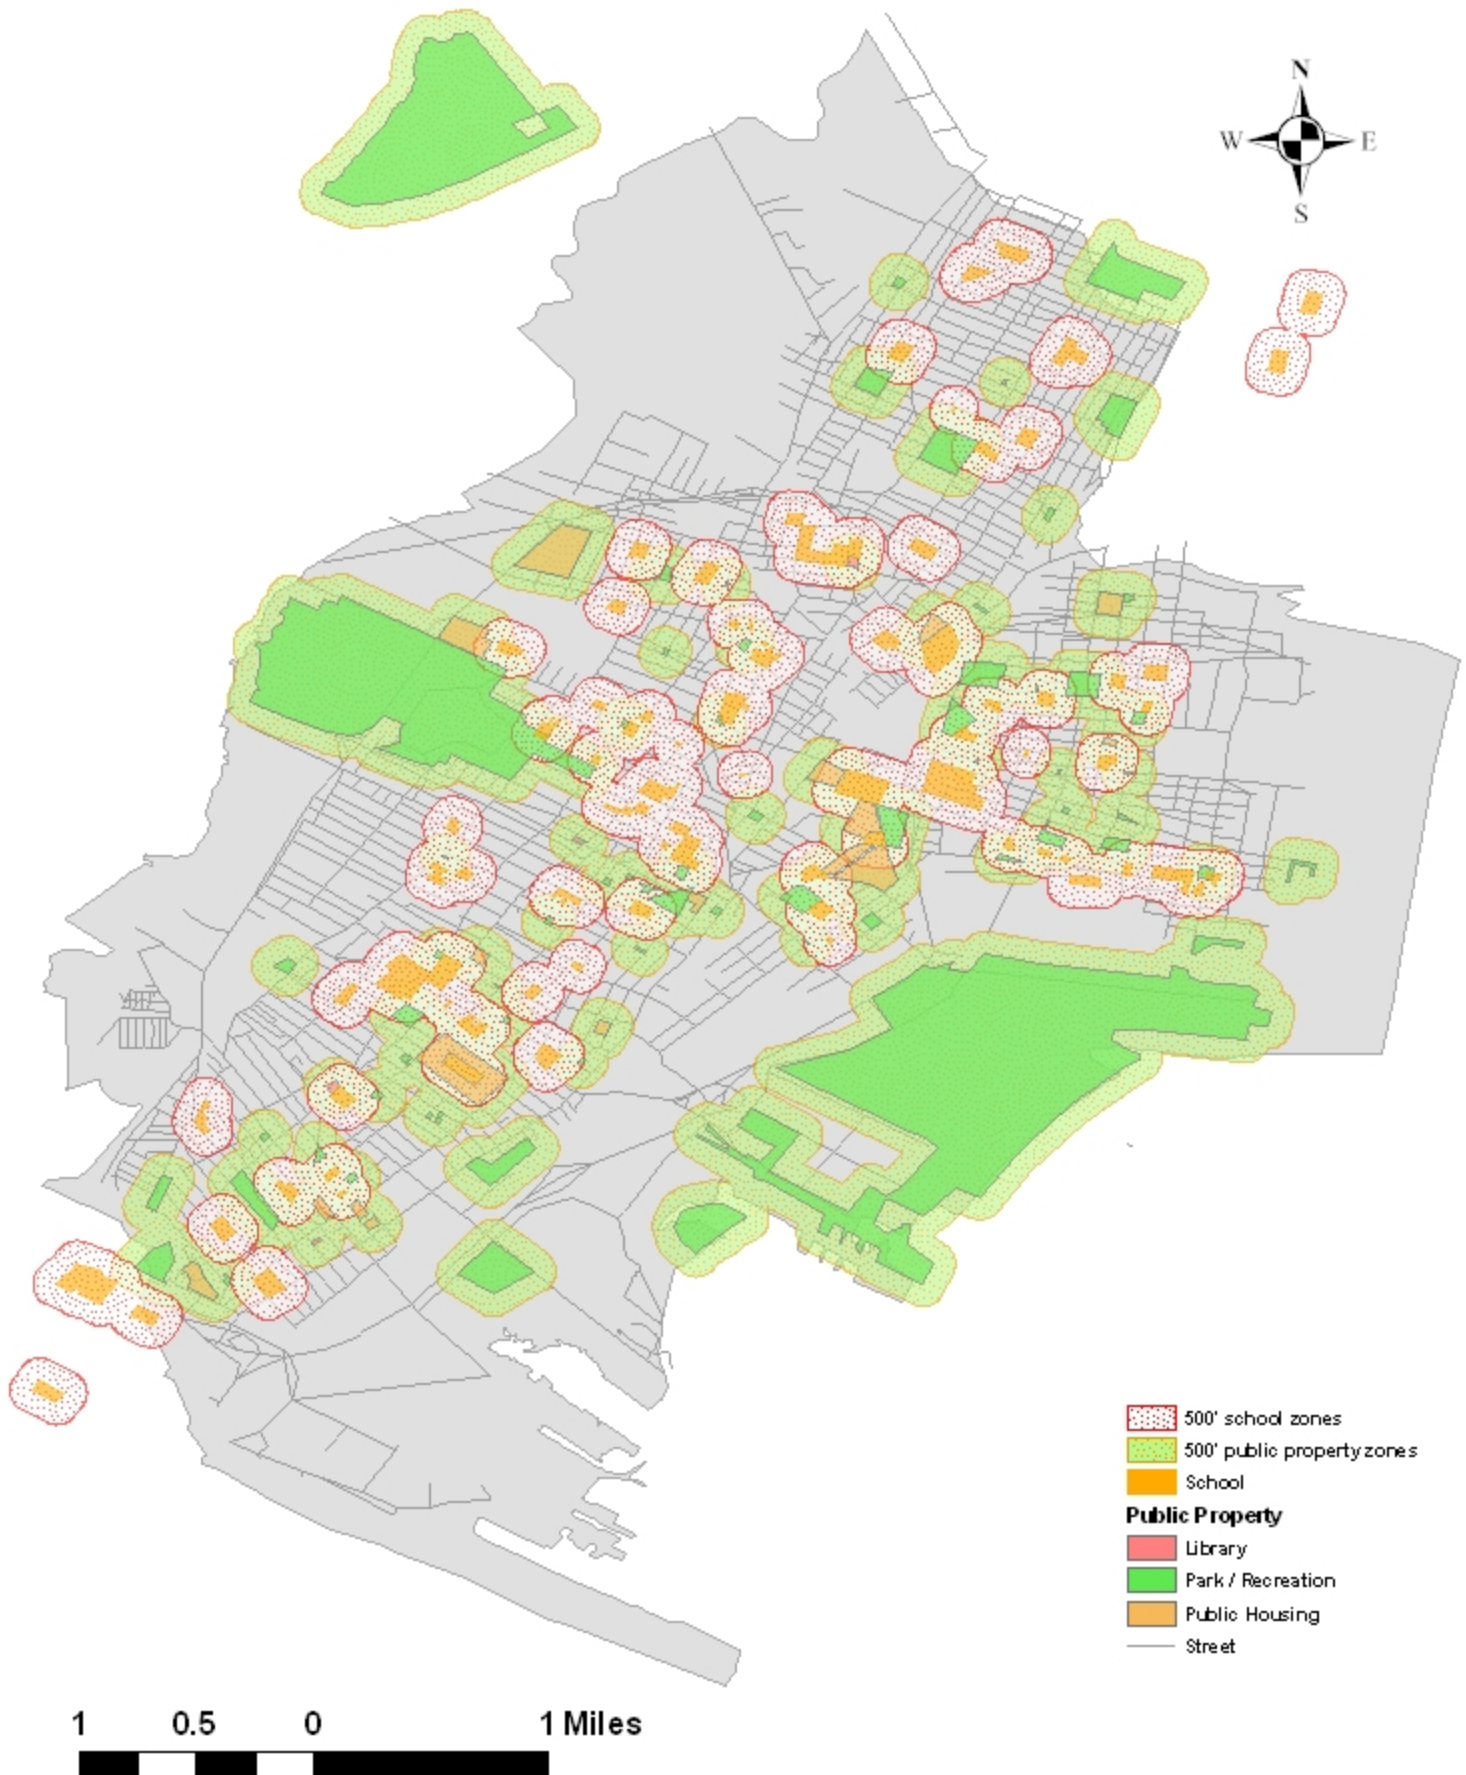 N
W E
S
500' school zones
500' public property zones
School
Public Property
Library
Park / Recreation
Public Housing
Street
1 0.5 0 1 Miles